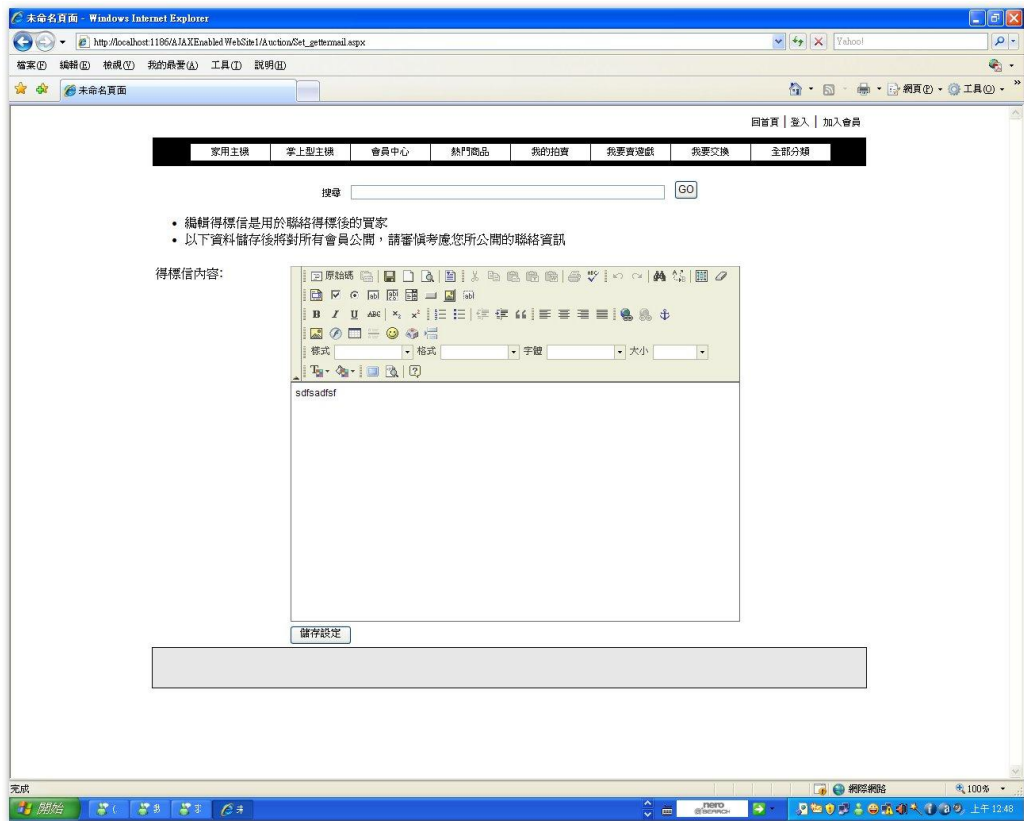 未命名頁面 - Windows Internet Explorer
http://localhost:1186/AJAXEnabledWebSite1/Auction/Set_gettermail.aspx
Yahoo!
檔案(F) 編輯(E) 檢視(V) 我的最愛(A) 工具(T) 說明(H)
未命名頁面 網頁(P) 工具(O)
回首頁 | 登入 | 加入會員
家用主機 掌上型主機 會員中心 熱門商品 我的拍賣 我要賣遊戲 我要交換 全部分類
搜尋 GO
• 編輯得標信是用於聯絡得標後的買家
• 以下資料儲存後將對所有會員公開，請審慎考慮您所公開的聯絡資訊
得標信內容:
原始碼
B I U ABC x₂ x²
樣式 格式 字體 大小
sdfsadfsf
儲存設定
完成 網際網路 100%
開始 nero SEARCH 上午 12:48